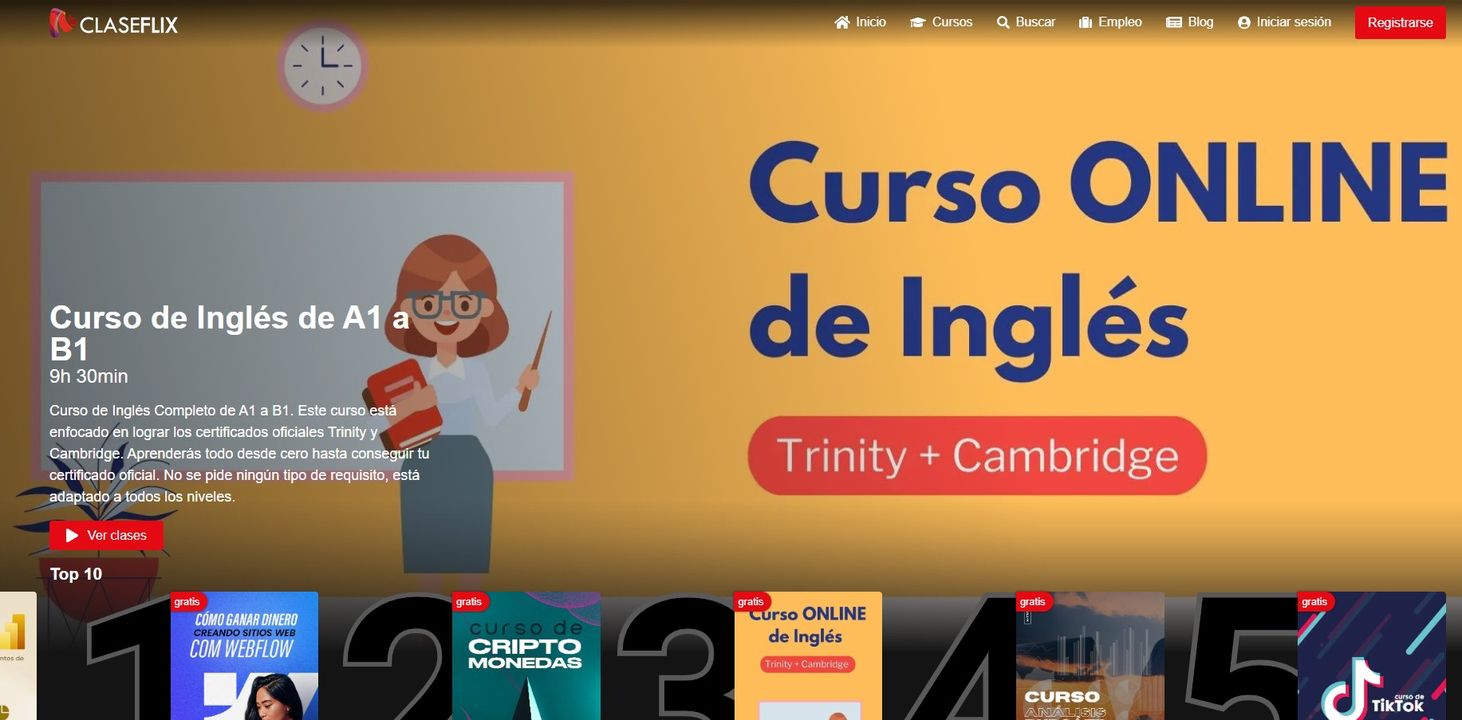 CLASEFLIX
Inicio
Cursos
Buscar
Empleo
Blog
Iniciar sesión
Registrarse
Curso ONLINE
de Inglés
Trinity + Cambridge
Curso de Inglés de A1 a
B1
9h 30min
Curso de Inglés Completo de A1 a B1. Este curso está
enfocado en lograr los certificados oficiales Trinity y
Cambridge. Aprenderás todo desde cero hasta conseguir tu
certificado oficial. No se pide ningún tipo de requisito, está
adaptado a todos los niveles.
Ver clases
Top 10
1
gratis
CÓMO GANAR DINERO
CREANDO SITIOS WEB
COM WEBFLOW
2
gratis
curso de
CRIPTO
MONEDAS
3
gratis
Curso ONLINE
de Inglés
Trinity + Cambridge
4
gratis
CURSO
ANÁLISIS
5
gratis
curso de
TikTok